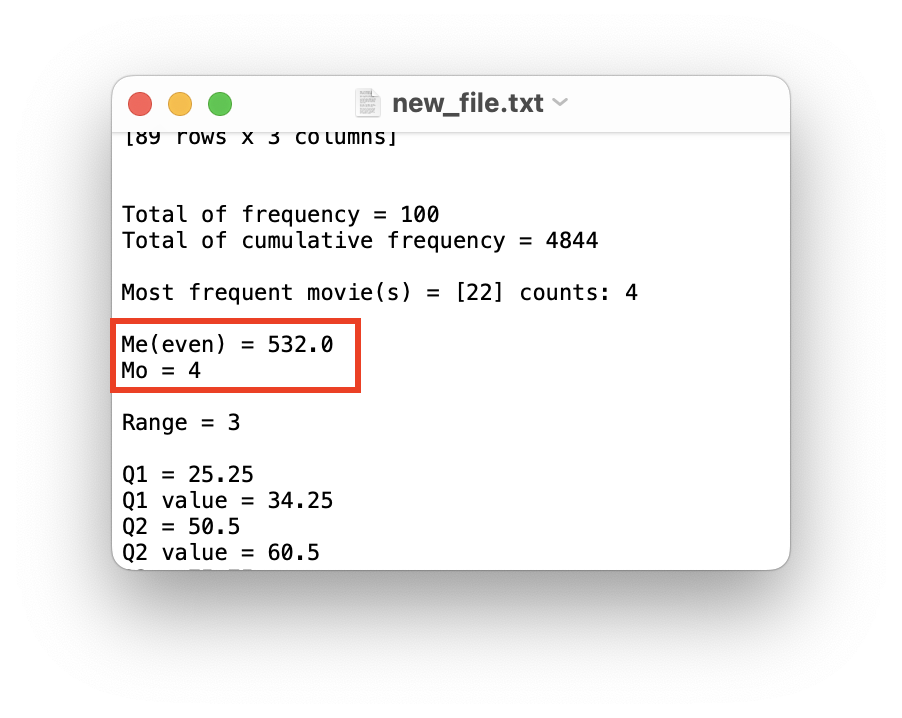 new_file.txt
[89 rows x 3 columns]
Total of frequency = 100
Total of cumulative frequency = 4844
Most frequent movie(s) = [22] counts: 4
Me(even) = 532.0
Mo = 4
Range = 3
Q1 = 25.25
Q1 value = 34.25
Q2 = 50.5
Q2 value = 60.5